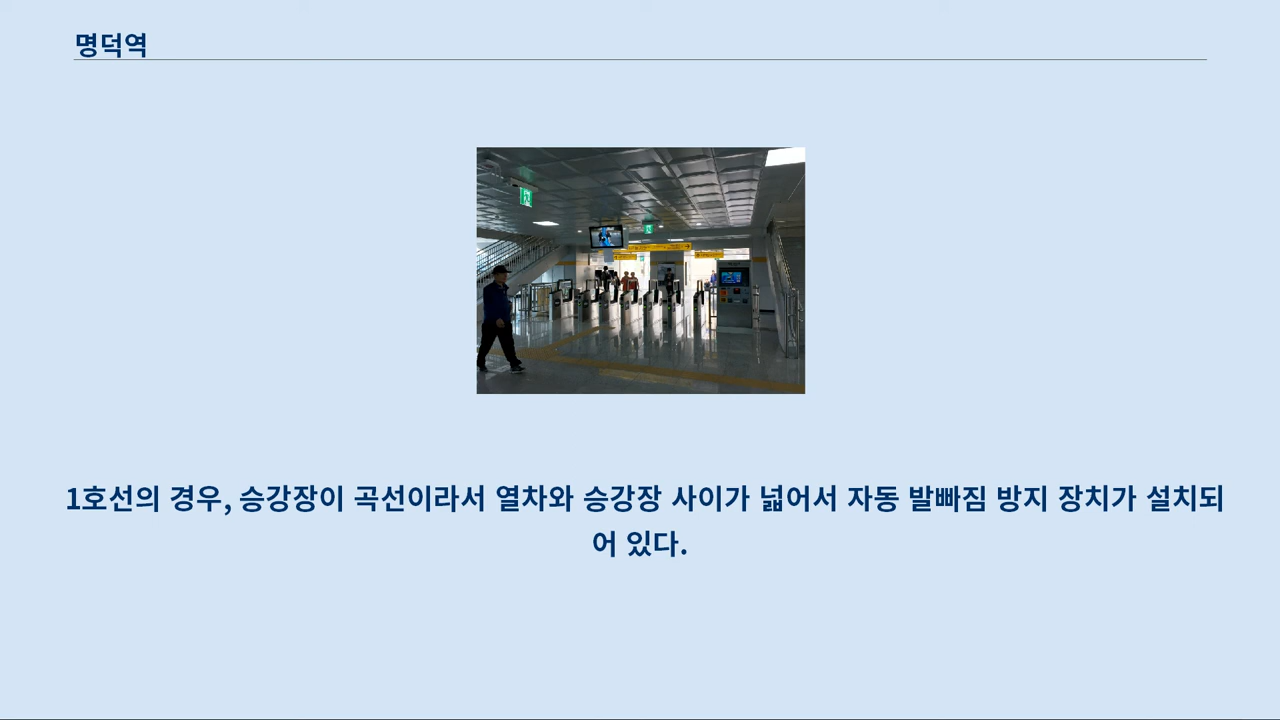 명덕역
1호선의 경우, 승강장이 곡선이라서 열차와 승강장 사이가 넓어서 자동 발빠짐 방지 장치가 설치되
어 있다.